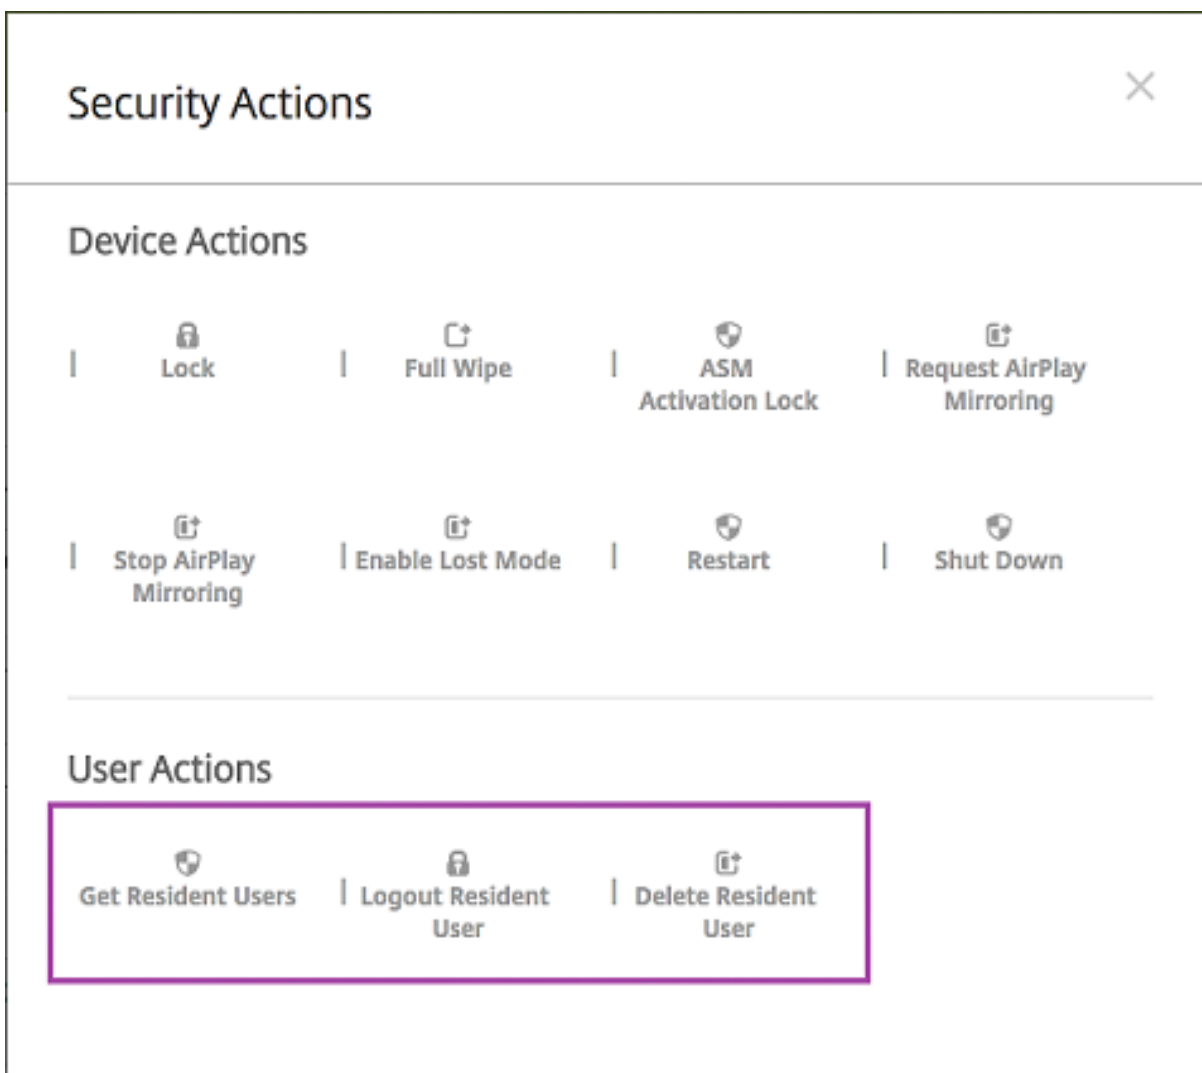 Security Actions
Device Actions
Lock
Full Wipe
ASM
Activation Lock
Request AirPlay
Mirroring
Stop AirPlay
Mirroring
Enable Lost Mode
Restart
Shut Down
User Actions
Get Resident Users
Logout Resident
User
Delete Resident
User